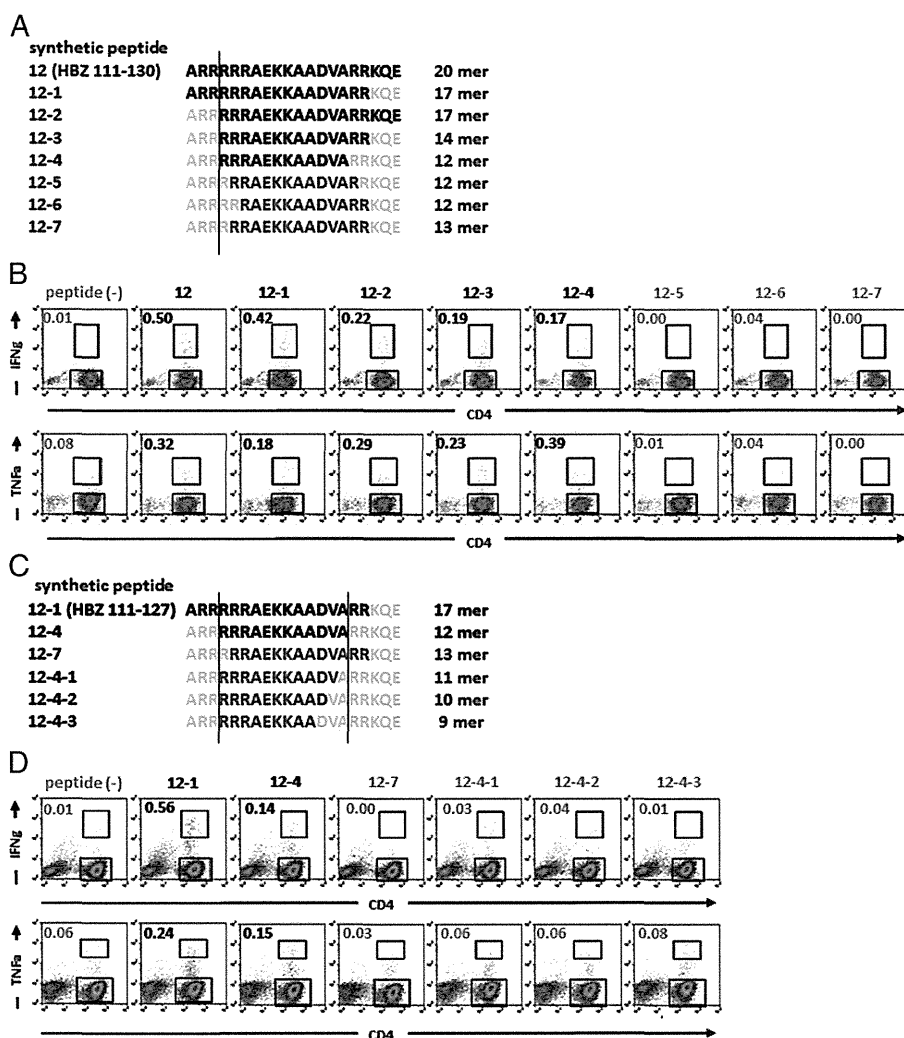 A
synthetic peptide
12 (HBZ 111-130) ARRRRRAEKKAADVARRKQE 20 mer
12-1 ARRRRRAEKKAADVARRKQE 17 mer
12-2 ARRRRRAEKKAADVARRKQE 17 mer
12-3 ARRRRRAEKKAADVARRKQE 14 mer
12-4 ARRRRRAEKKAADVARRKQE 12 mer
12-5 ARRRRRAEKKAADVARRKQE 12 mer
12-6 ARRRRRAEKKAADVARRKQE 12 mer
12-7 ARRRRRAEKKAADVARRKQE 13 mer
B
peptide (-) 12 12-1 12-2 12-3 12-4 12-5 12-6 12-7
IFNg 0.01 0.50 0.42 0.22 0.19 0.17 0.00 0.04 0.00
CD4
TNFa 0.08 0.32 0.18 0.29 0.23 0.39 0.01 0.04 0.00
CD4
C
synthetic peptide
12-1 (HBZ 111-127) ARRRRRAEKKAADVARRKQE 17 mer
12-4 ARRRRRAEKKAADVARRKQE 12 mer
12-7 ARRRRRAEKKAADVARRKQE 13 mer
12-4-1 ARRRRRAEKKAADVARRKQE 11 mer
12-4-2 ARRRRRAEKKAADVARRKQE 10 mer
12-4-3 ARRRRRAEKKAADVARRKQE 9 mer
D
peptide (-) 12-1 12-4 12-7 12-4-1 12-4-2 12-4-3
IFNg 0.01 0.56 0.14 0.00 0.03 0.04 0.01
CD4
TNFa 0.06 0.24 0.15 0.03 0.06 0.06 0.08
CD4